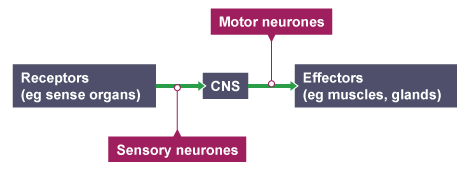 Motor neurones
Receptors
(eg sense organs)
CNS
Effectors
(eg muscles, glands)
Sensory neurones